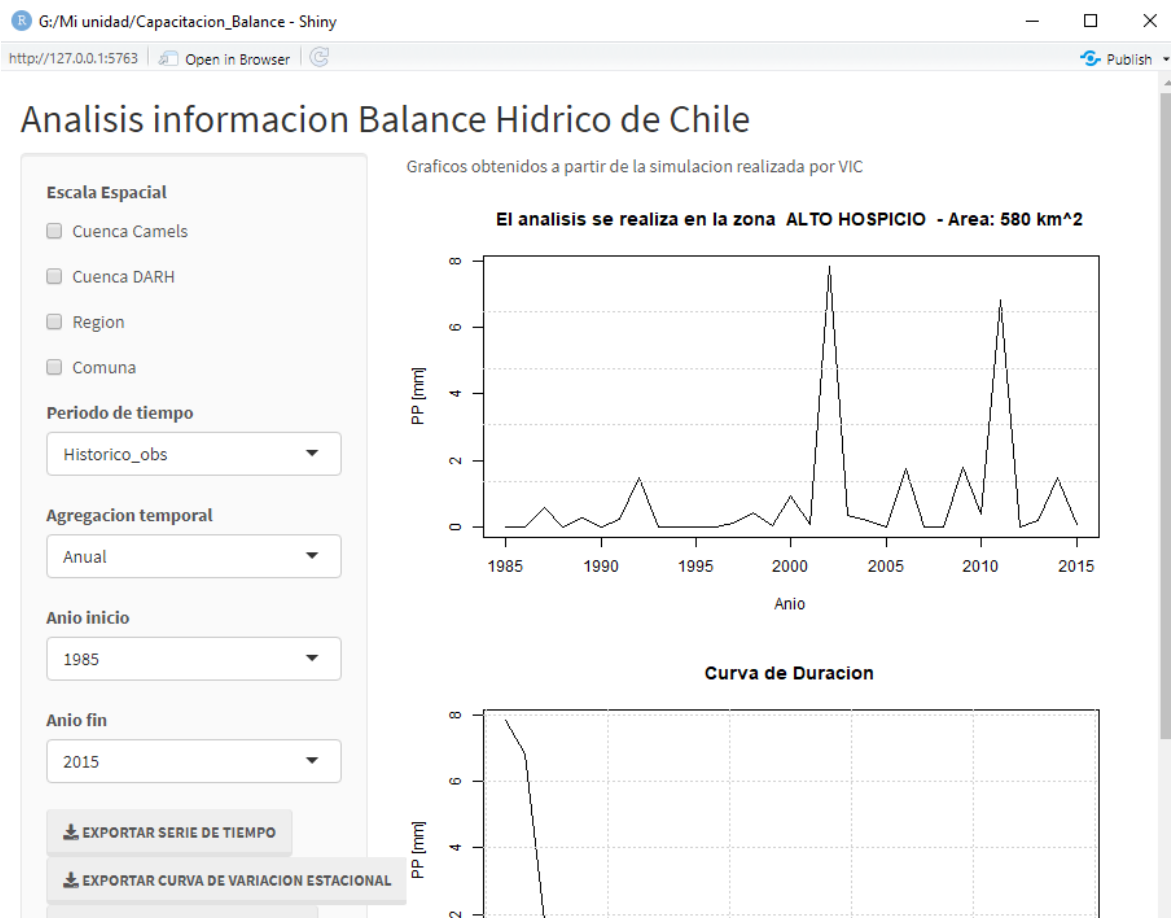 G:/Mi unidad/Capacitacion_Balance - Shiny
http://127.0.0.1:5763 Open in Browser Publish
Analisis informacion Balance Hidrico de Chile
Escala Espacial
Cuenca Camels
Cuenca DARH
Region
Comuna
Periodo de tiempo
Historico_obs
Agregacion temporal
Anual
Anio inicio
1985
Anio fin
2015
EXPORTAR SERIE DE TIEMPO
EXPORTAR CURVA DE VARIACION ESTACIONAL
Graficos obtenidos a partir de la simulacion realizada por VIC
El analisis se realiza en la zona ALTO HOSPICIO - Area: 580 km^2
PP [mm]
8
6
4
2
0
1985 1990 1995 2000 2005 2010 2015
Anio
Curva de Duracion
PP [mm]
8
6
4
2